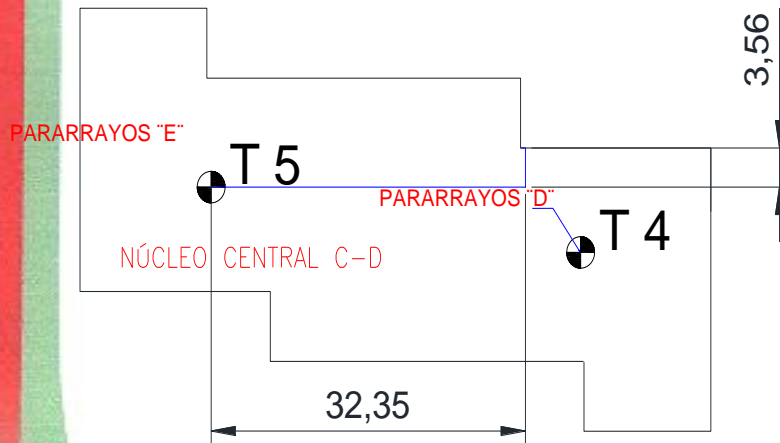 3,56
PARARRAYOS ¨E¨
T 5
PARARRAYOS ¨D¨
T 4
NÚCLEO CENTRAL C-D
32,35